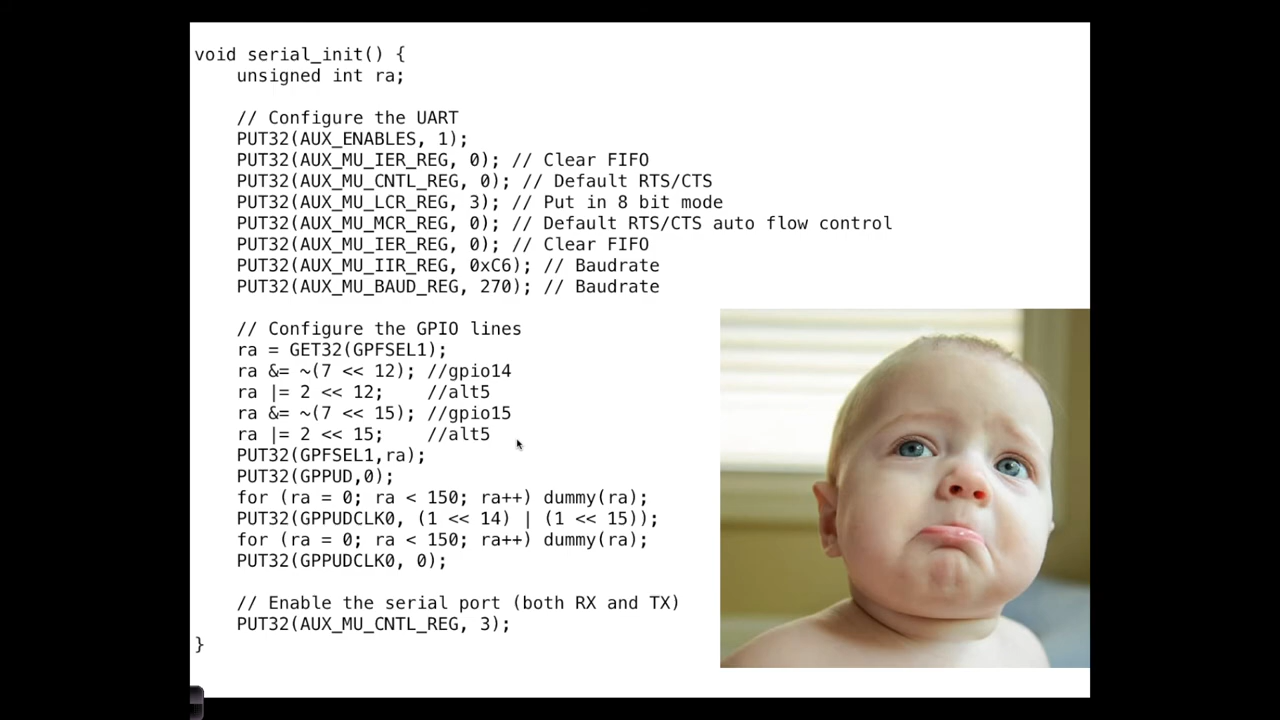 void serial_init() {
unsigned int ra;
// Configure the UART
PUT32(AUX_ENABLES, 1);
PUT32(AUX_MU_IER_REG, 0); // Clear FIFO
PUT32(AUX_MU_CNTL_REG, 0); // Default RTS/CTS
PUT32(AUX_MU_LCR_REG, 3); // Put in 8 bit mode
PUT32(AUX_MU_MCR_REG, 0); // Default RTS/CTS auto flow control
PUT32(AUX_MU_IER_REG, 0); // Clear FIFO
PUT32(AUX_MU_IIR_REG, 0xC6); // Baudrate
PUT32(AUX_MU_BAUD_REG, 270); // Baudrate
// Configure the GPIO lines
ra = GET32(GPFSEL1);
ra &= ~(7 << 12); //gpio14
ra |= 2 << 12; //alt5
ra &= ~(7 << 15); //gpio15
ra |= 2 << 15; //alt5
PUT32(GPFSEL1,ra);
PUT32(GPPUD,0);
for (ra = 0; ra < 150; ra++) dummy(ra);
PUT32(GPPUDCLK0, (1 << 14) | (1 << 15));
for (ra = 0; ra < 150; ra++) dummy(ra);
PUT32(GPPUDCLK0, 0);
// Enable the serial port (both RX and TX)
PUT32(AUX_MU_CNTL_REG, 3);
}